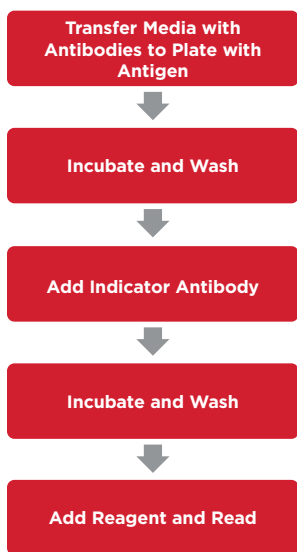 Transfer Media with
Antibodies to Plate with
Antigen
Incubate and Wash
Add Indicator Antibody
Incubate and Wash
Add Reagent and Read